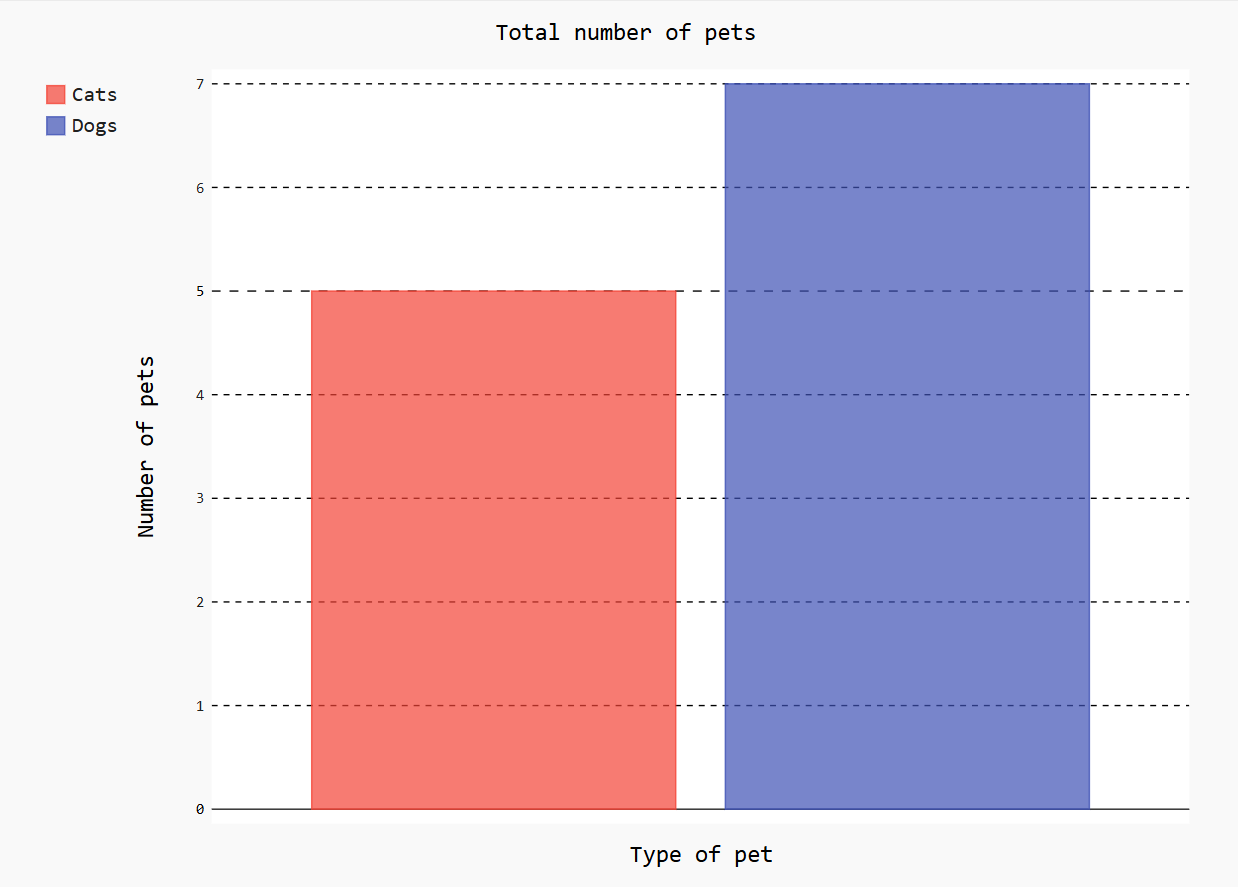 Total number of pets
Cats
Dogs
7
6
5
4
3
2
1
0
Number of pets
Type of pet